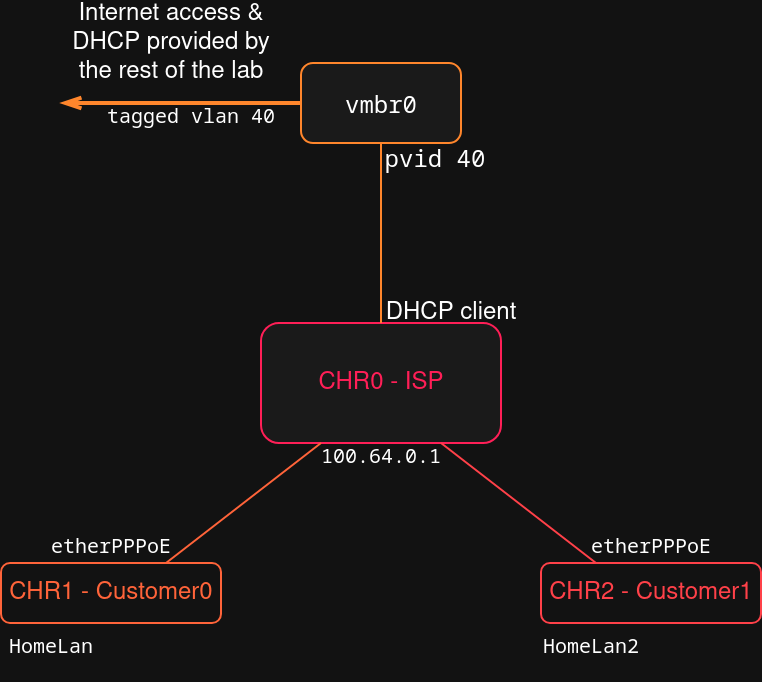 Internet access &
DHCP provided by
the rest of the lab
tagged vlan 40
vmbr0
pvid 40
DHCP client
CHR0 - ISP
100.64.0.1
etherPPPoE
etherPPPoE
CHR1 - Customer0
CHR2 - Customer1
HomeLan
HomeLan2